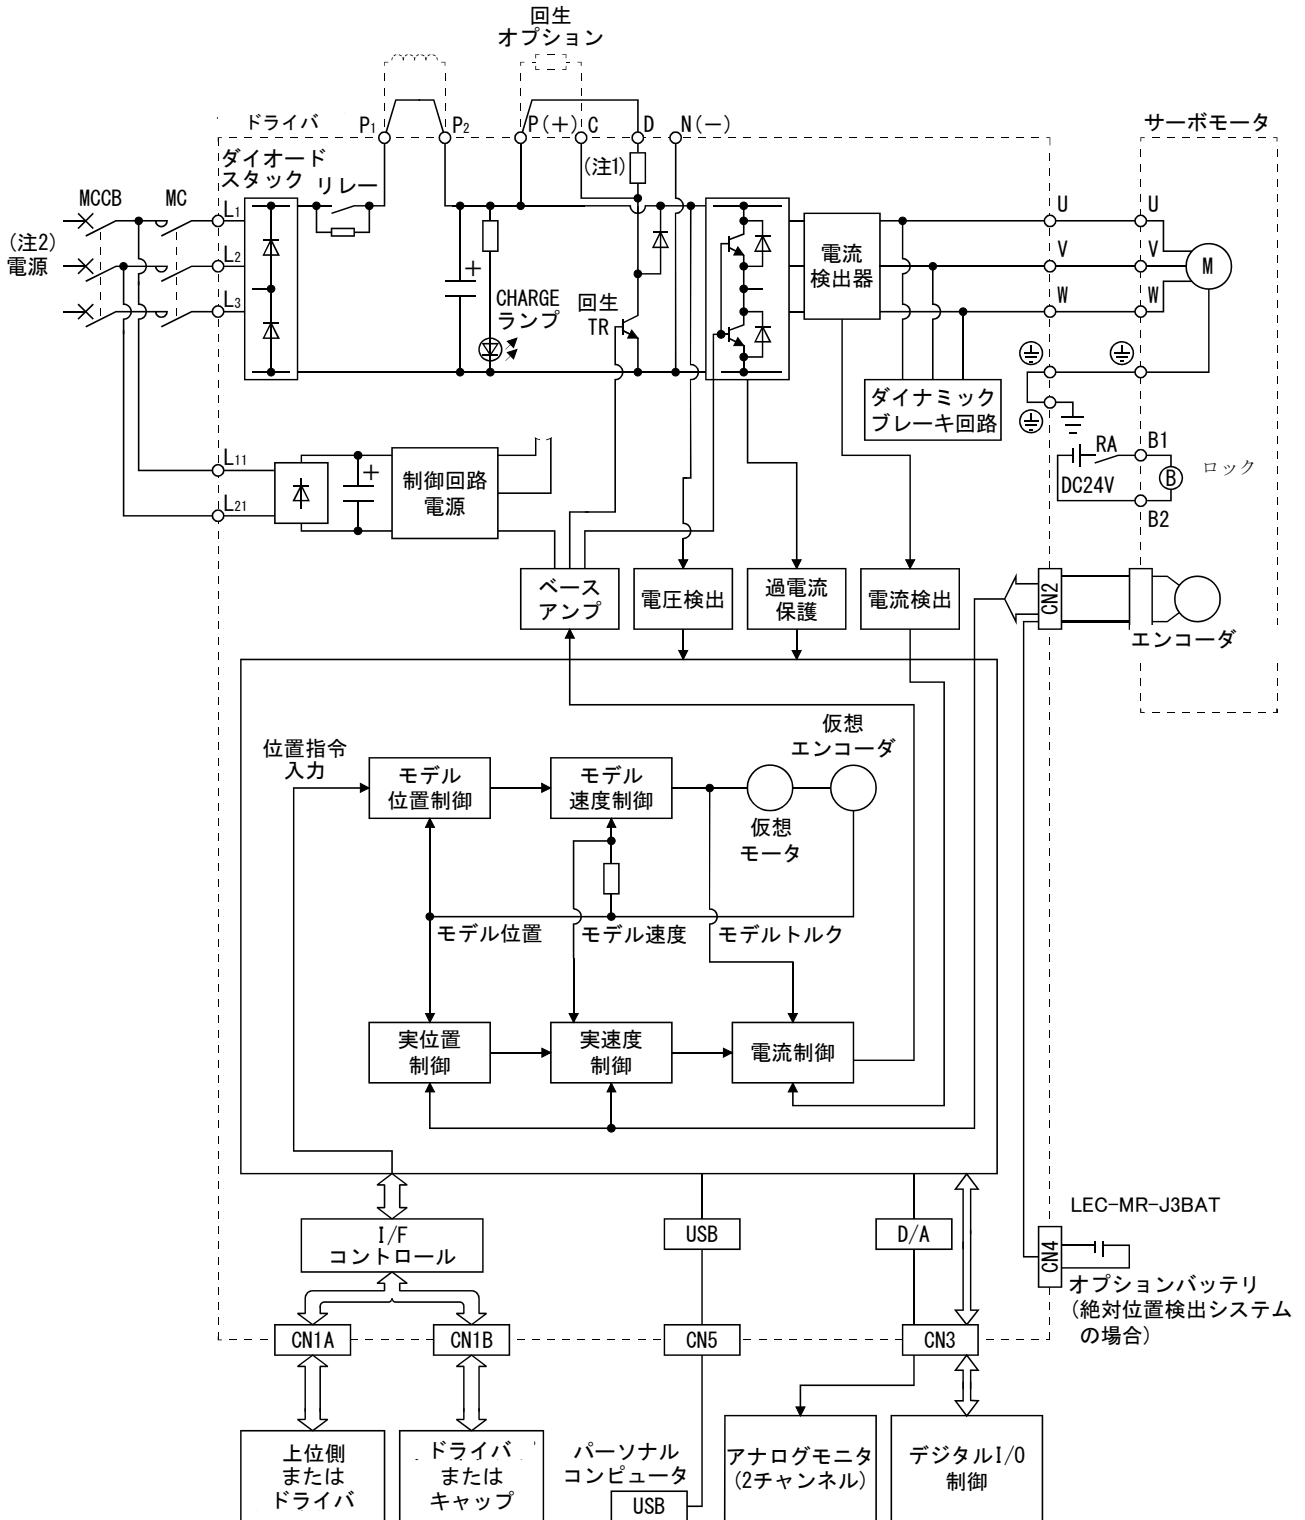 回生
オプション
ドライバ
P1
P2
P(+)
C
D
N(−)
サーボモータ
ダイオード
スタック
リレー
(注1)
MCCB
MC
L1
U
U
(注2)
電源
L2
電流
検出器
V
V
M
L3
CHARGE
ランプ
回生
TR
W
W
ダイナミック
ブレーキ回路
RA
B1
L11
制御回路
電源
DC24V
B
ロック
L21
B2
ベース
アンプ
電圧検出
過電流
保護
電流検出
CN2
エンコーダ
位置指令
入力
モデル
位置制御
モデル
速度制御
仮想
エンコーダ
仮想
モータ
モデル位置
モデル速度
モデルトルク
実位置
制御
実速度
制御
電流制御
LEC-MR-J3BAT
I/F
コントロール
USB
D/A
CN4
オプションバッテリ
(絶対位置検出システム
の場合)
CN1A
CN1B
CN5
CN3
上位側
または
ドライバ
ドライバ
または
キャップ
パーソナル
コンピュータ
USB
アナログモニタ
(2チャンネル)
デジタルI/O
制御